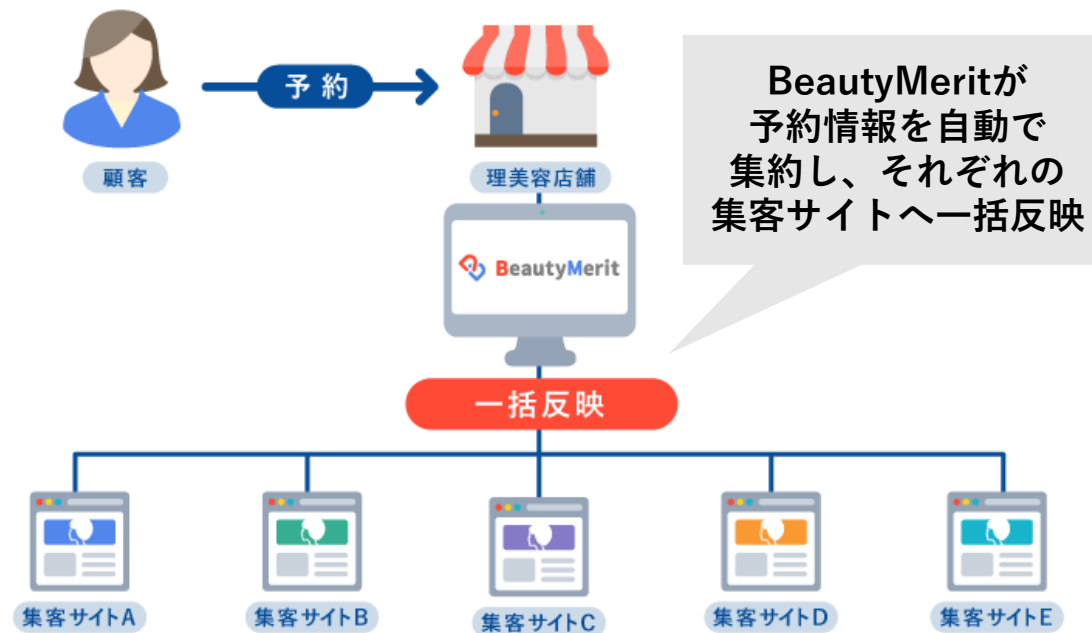 予約
顧客
理美容店舗
BeautyMeritが
予約情報を自動で
集約し、それぞれの
集客サイトへ一括反映
BeautyMerit
一括反映
集客サイトA
集客サイトB
集客サイトC
集客サイトD
集客サイトE